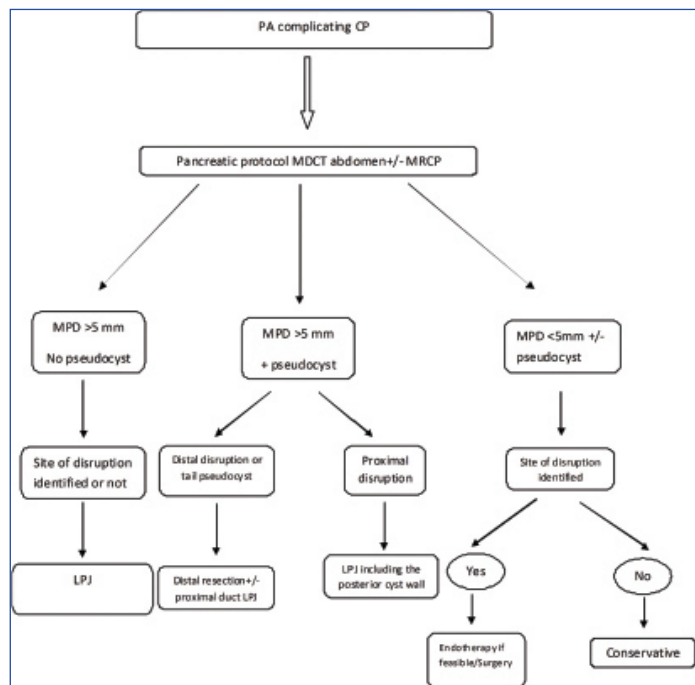 PA complicating CP
Pancreatic protocol MDCT abdomen+/- MRCP
MPD >5 mm
No pseudocyst
MPD >5 mm
+ pseudocyst
MPD <5mm +/-
pseudocyst
Site of disruption
identified or not
Distal disruption or
tail pseudocyst
Proximal
disruption
Site of disruption
identified
LPJ
Distal resection+/-
proximal duct LPJ
LPJ including the
posterior cyst wall
Yes
No
Endotherapy if
feasible/Surgery
Conservative